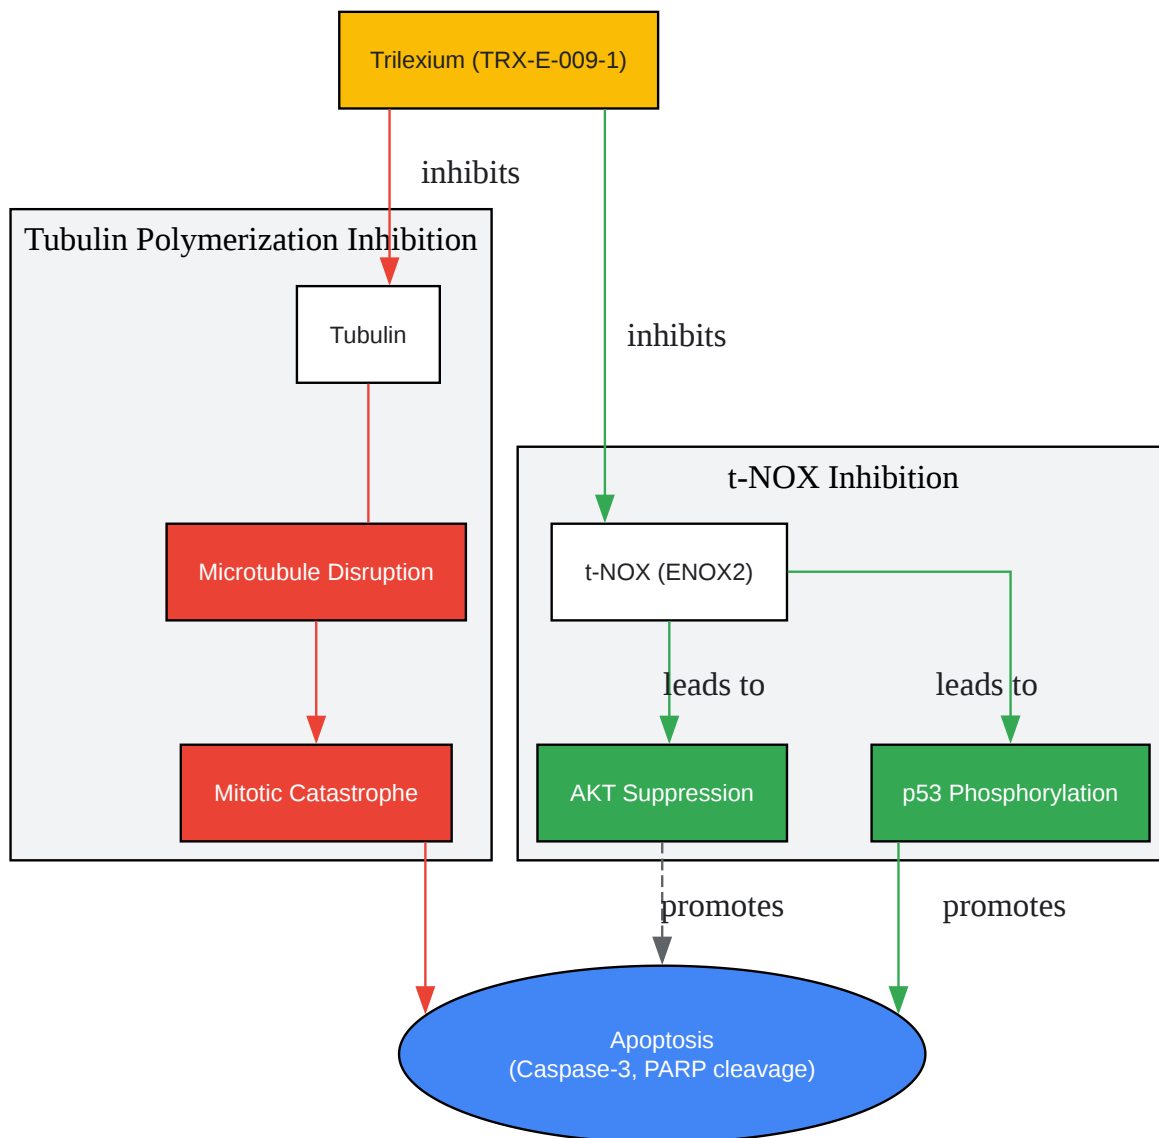 Trilexium (TRX-E-009-1)
inhibits
Tubulin Polymerization Inhibition
Tubulin
inhibits
t-NOX Inhibition
Microtubule Disruption
t-NOX (ENOX2)
leads to
leads to
Mitotic Catastrophe
AKT Suppression
p53 Phosphorylation
promotes
promotes
Apoptosis
(Caspase-3, PARP cleavage)